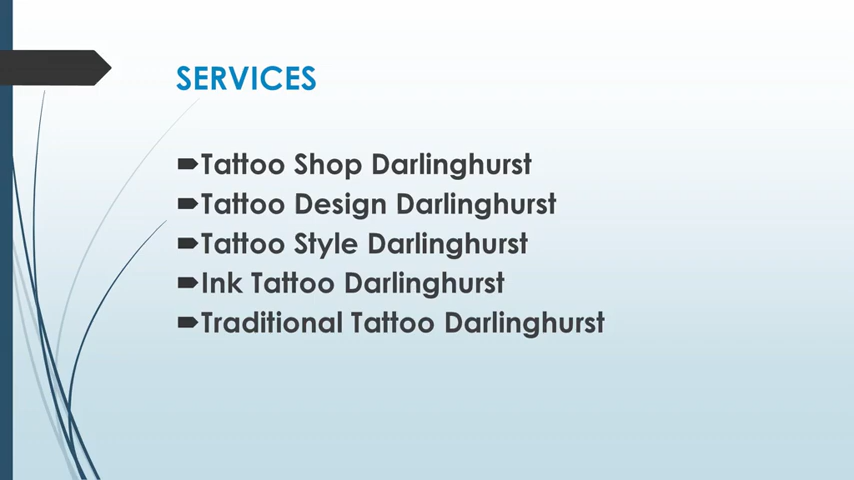 SERVICES
Tattoo Shop Darlinghurst
Tattoo Design Darlinghurst
Tattoo Style Darlinghurst
Ink Tattoo Darlinghurst
Traditional Tattoo Darlinghurst